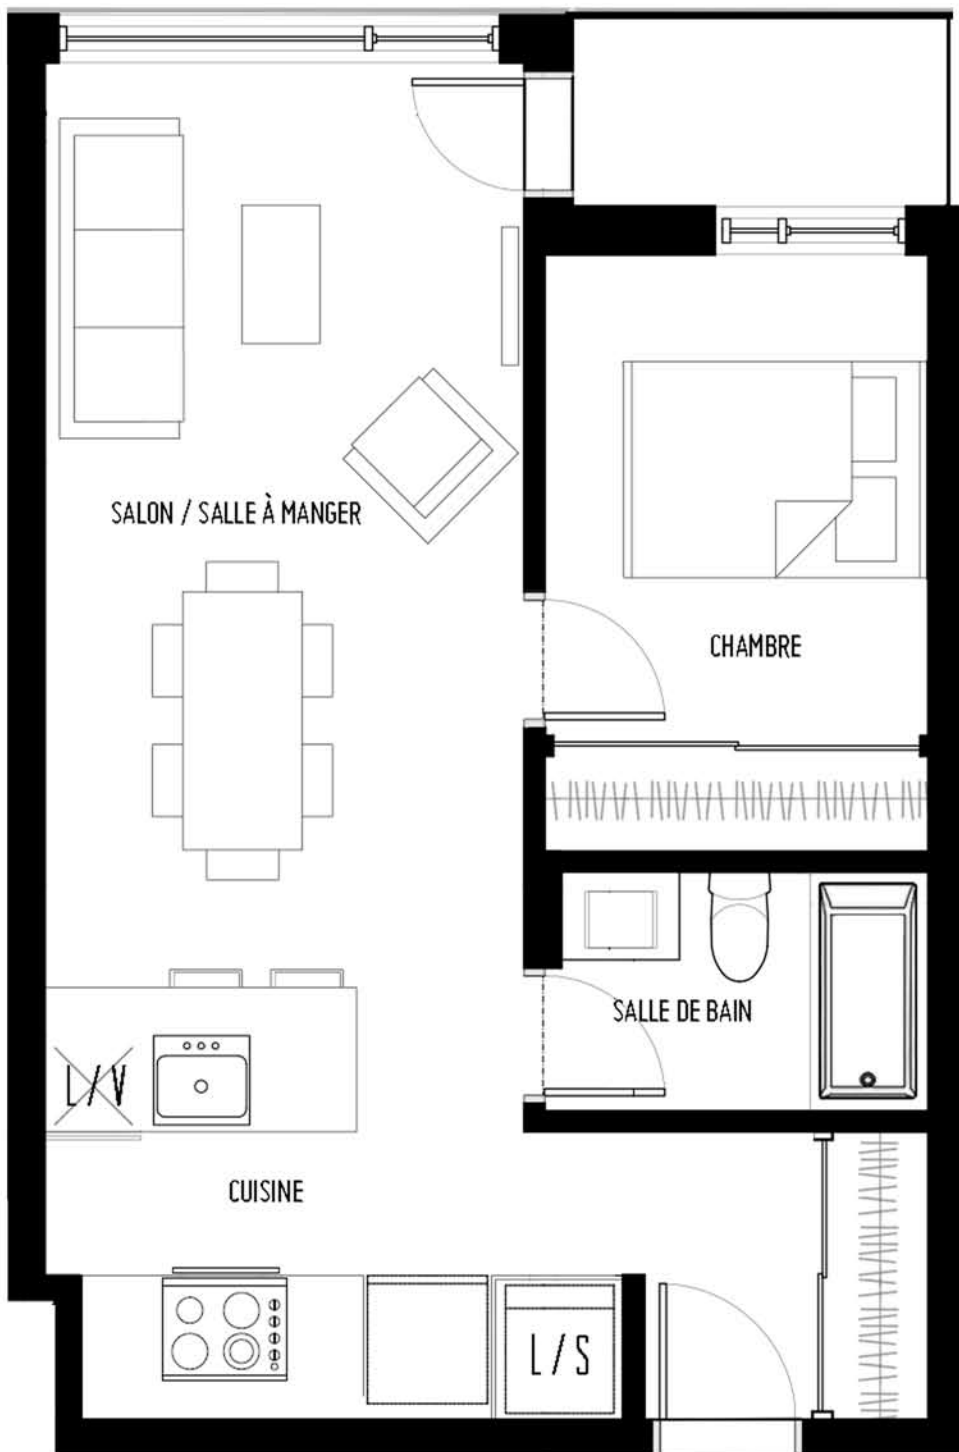 SALON / SALLE À MANGER
CHAMBRE
SALLE DE BAIN
L/V
CUISINE
L/S